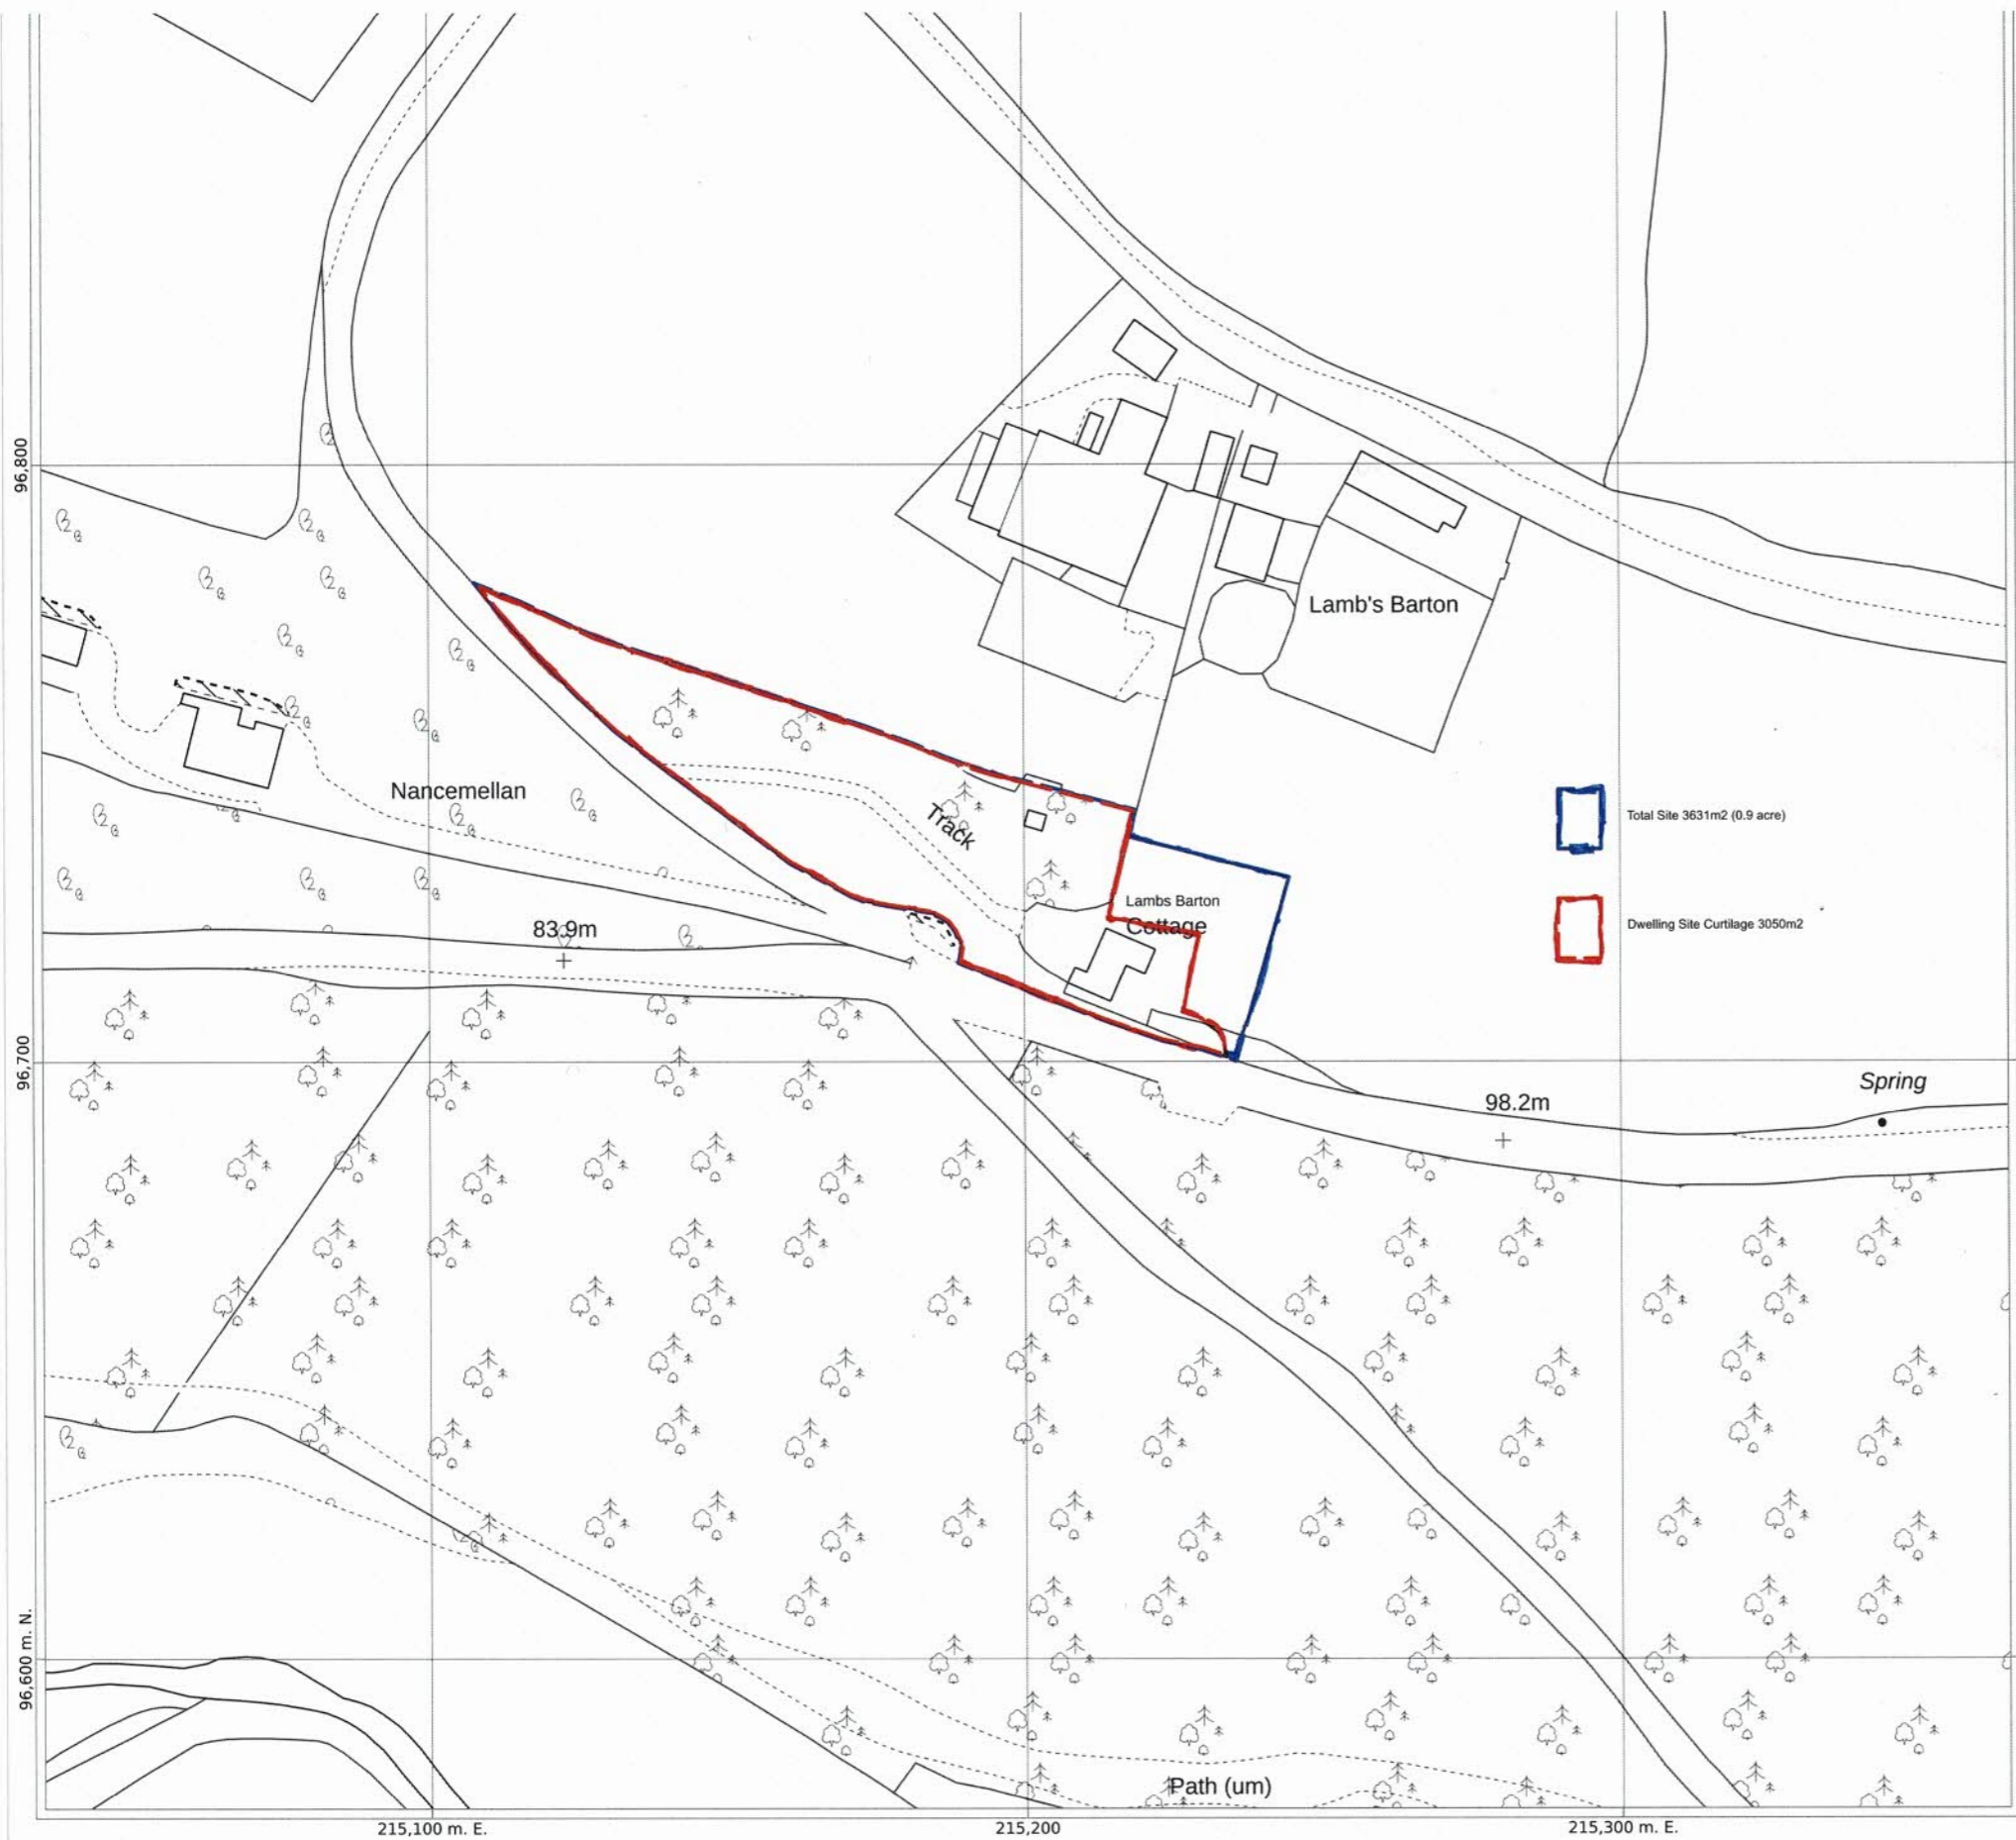 96,800
Lamb's Barton
Nancemellan
Track
Total Site 3631m2 (0.9 acre)
Lambs Barton
Cottage
Dwelling Site Curtilage 3050m2
83.9m
96,700
Spring
98.2m
96,600 m. N.
Path (um)
215,100 m. E.
215,200
215,300 m. E.